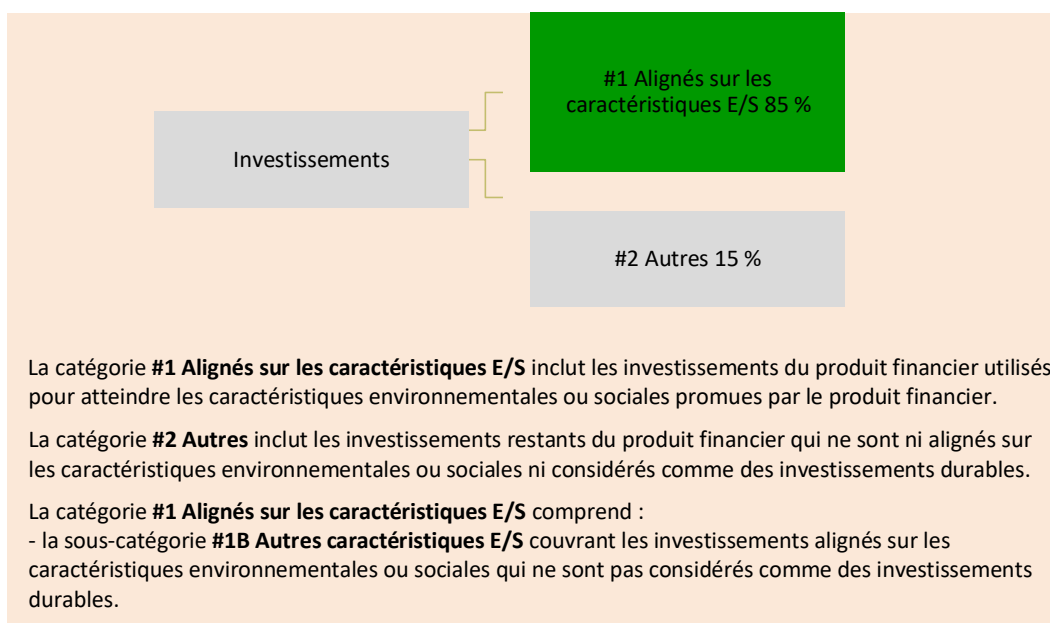 #1 Alignés sur les
caractéristiques E/S 85 %
Investissements
#2 Autres 15 %
La catégorie #1 Alignés sur les caractéristiques E/S inclut les investissements du produit financier utilisés
pour atteindre les caractéristiques environnementales ou sociales promues par le produit financier.
La catégorie #2 Autres inclut les investissements restants du produit financier qui ne sont ni alignés sur
les caractéristiques environnementales ou sociales ni considérés comme des investissements durables.
La catégorie #1 Alignés sur les caractéristiques E/S comprend :
- la sous-catégorie #1B Autres caractéristiques E/S couvrant les investissements alignés sur les
caractéristiques environnementales ou sociales qui ne sont pas considérés comme des investissements
durables.